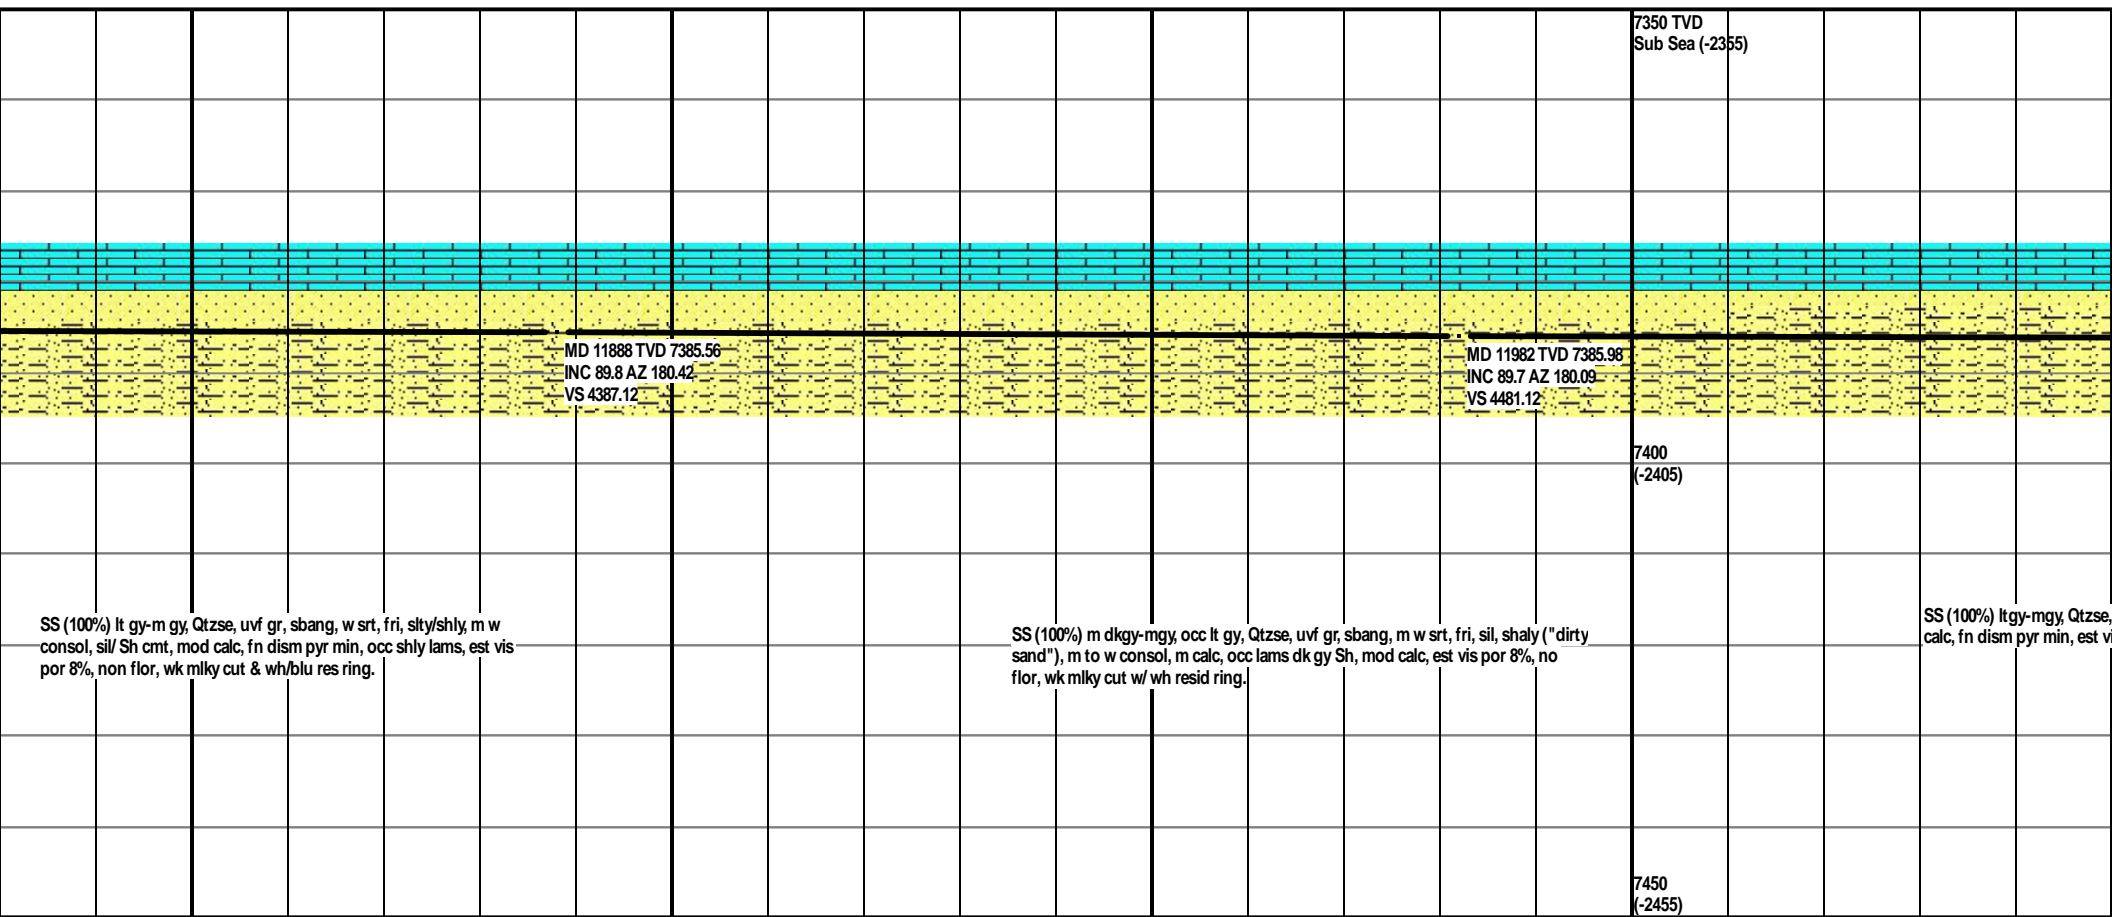 7350 TVD
Sub Sea (-2355)
MD 11888 TVD 7385.56
INC 89.8 AZ 180.42
VS 4387.12
MD 11982 TVD 7385.98
INC 89.7 AZ 180.09
VS 4481.12
7400
(-2405)
SS (100%) lt gy-m gy, Qtzse, uvf gr, sbang, w srt, fri, slty/shly, m w
consol, sil/ Sh cmt, mod calc, fn dism pyr min, occ shly lams, est vis
por 8%, non flor, wk mlky cut & wh/blu res ring.
SS (100%) m dkgy-mgy, occ lt gy, Qtzse, uvf gr, sbang, m w srt, fri, sil, shaly ("dirty
sand"), m to w consol, m calc, occ lams dk gy Sh, mod calc, est vis por 8%, no
flor, wk mlky cut w/ wh resid ring.
SS (100%) ltgy-mgy, Qtzse,
calc, fn dism pyr min, est
7450
(-2455)